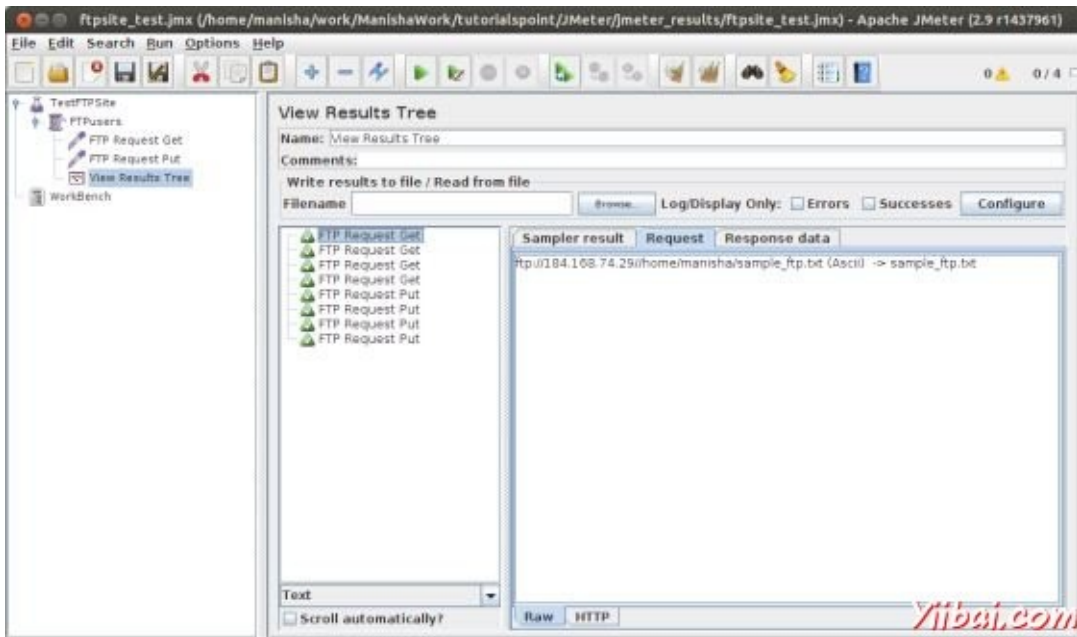 ftpsite_test.jmx (/home/manisha/work/ManishaWork/tutorialspoint/JMeter/jmeter_results/ftpsite_test.jmx) - Apache JMeter (2.9 r1437961)
File Edit Search Run Options Help
0 0 / 4
TestFTPSite
FTPusers
FTP Request Get
FTP Request Put
View Results Tree
WorkBench
View Results Tree
Name: View Results Tree
Comments:
Write results to file / Read from file
Filename Browse... Log/Display Only: Errors Successes Configure
FTP Request Get
FTP Request Get
FTP Request Get
FTP Request Get
FTP Request Put
FTP Request Put
FTP Request Put
FTP Request Put
Sampler result Request Response data
ftp://184.168.74.29//home/manisha/sample_ftp.txt (Ascii) -> sample_ftp.txt
Text
Scroll automatically?
Raw HTTP
Yiibai.com